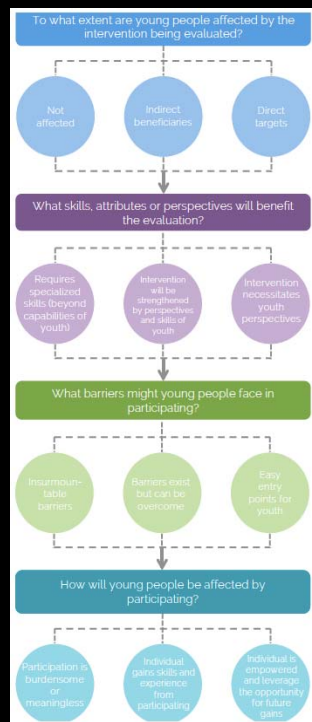 To what extent are young people affected by the
intervention being evaluated?
Not
affected
Indirect
beneficiaries
Direct
targets
What skills, attributes or perspectives will benefit
the evaluation?
Requires
specialized
skills (beyond
capabilities of
youth)
Intervention
will be
strengthened
by perspectives
and skills of
youth
Intervention
necessitates
youth
perspectives
What barriers might young people face in
participating?
Insurmoun-
table
barriers
Barriers exist
but can be
overcome
Easy
entry
points for
youth
How will young people be affected by
participating?
Participation is
burdensome
or
meaningless
Individual
gains skills and
experience
from
participating
Individual is
empowered
and leverage
the opportunity
for future
gains